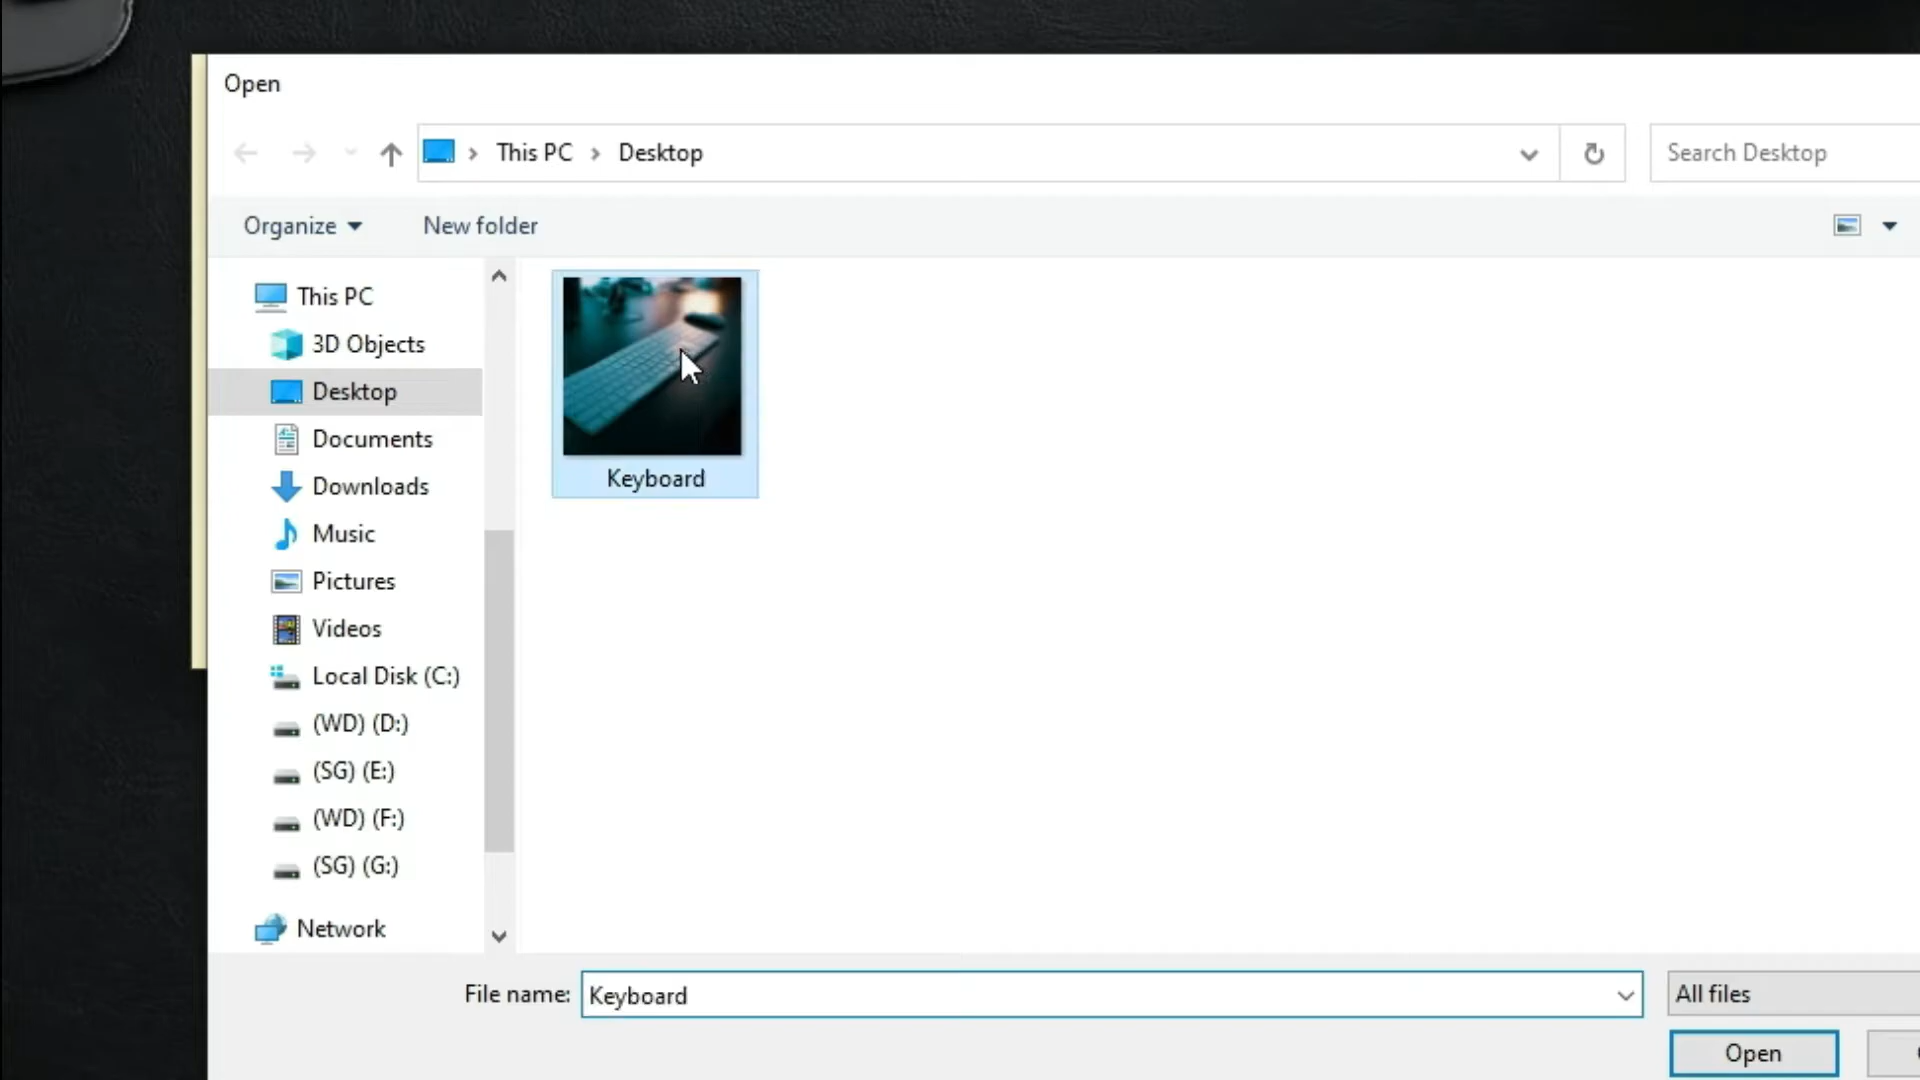 Open
This PC
Desktop
Search Desktop
Organize
New folder
This PC
3D Objects
Desktop
Documents
Downloads
Music
Pictures
Videos
Local Disk (C:)
(WD) (D:)
(SG) (E:)
(WD) (F:)
(SG) (G:)
Network
Keyboard
File name:
Keyboard
All files
Open